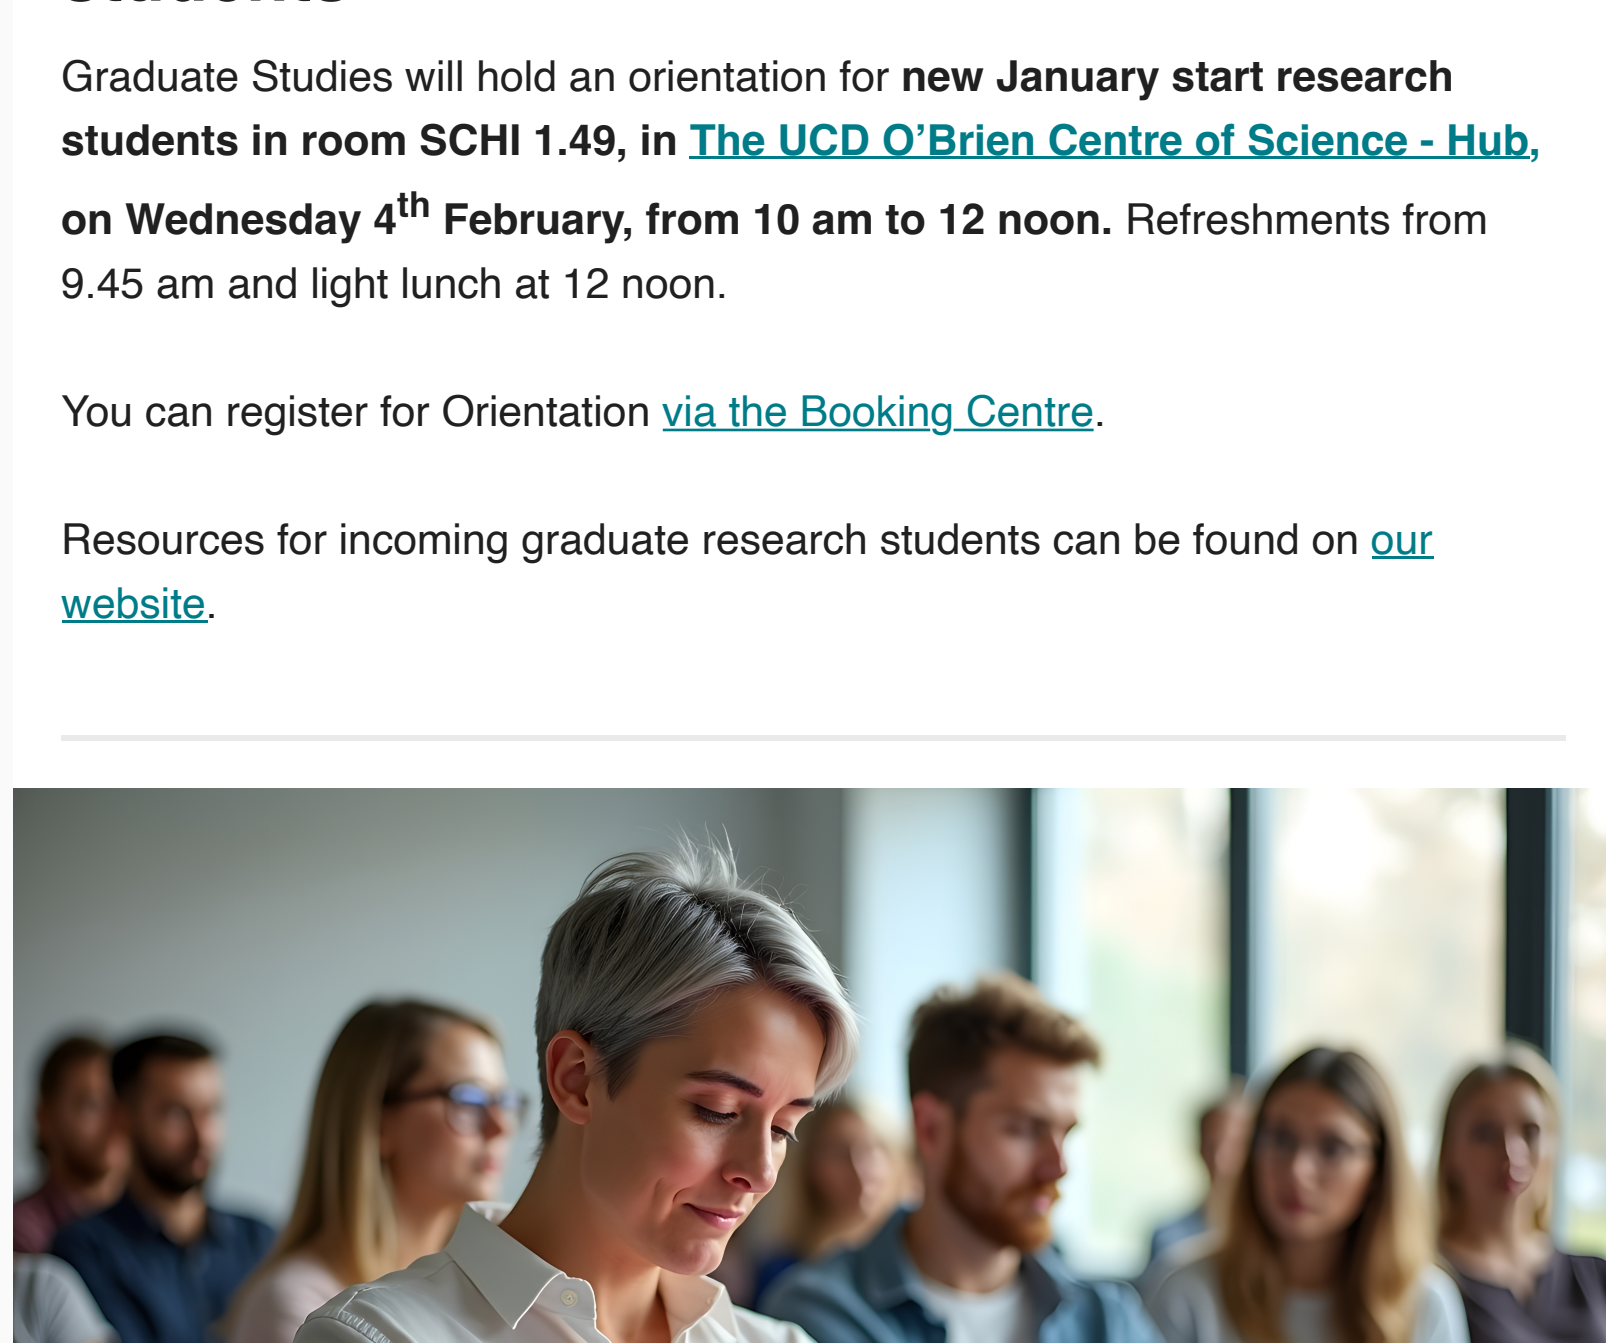 Graduate Studies will hold an orientation for new January start research
students in room SCHI 1.49, in The UCD O’Brien Centre of Science - Hub,
on Wednesday 4th February, from 10 am to 12 noon. Refreshments from
9.45 am and light lunch at 12 noon.
You can register for Orientation via the Booking Centre.
Resources for incoming graduate research students can be found on our
website.